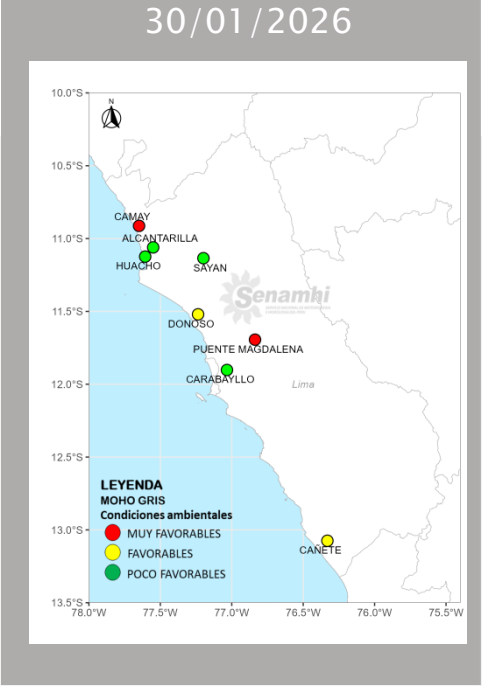 30/01/2026
10.0°S
N
10.5°S
CAMAY
11.0°S
ALCANTARILLA
HUACHO
SAYAN
Senamhi
11.5°S
DONOSO
PUENTE MAGDALENA
CARABAYLLO
12.0°S
Lima
12.5°S
LEYENDA
MOHO GRIS
Condiciones ambientales
MUY FAVORABLES
FAVORABLES
POCO FAVORABLES
13.0°S
CAÑETE
13.5°S
78.0°W 77.5°W 77.0°W 76.5°W 76.0°W 75.5°W